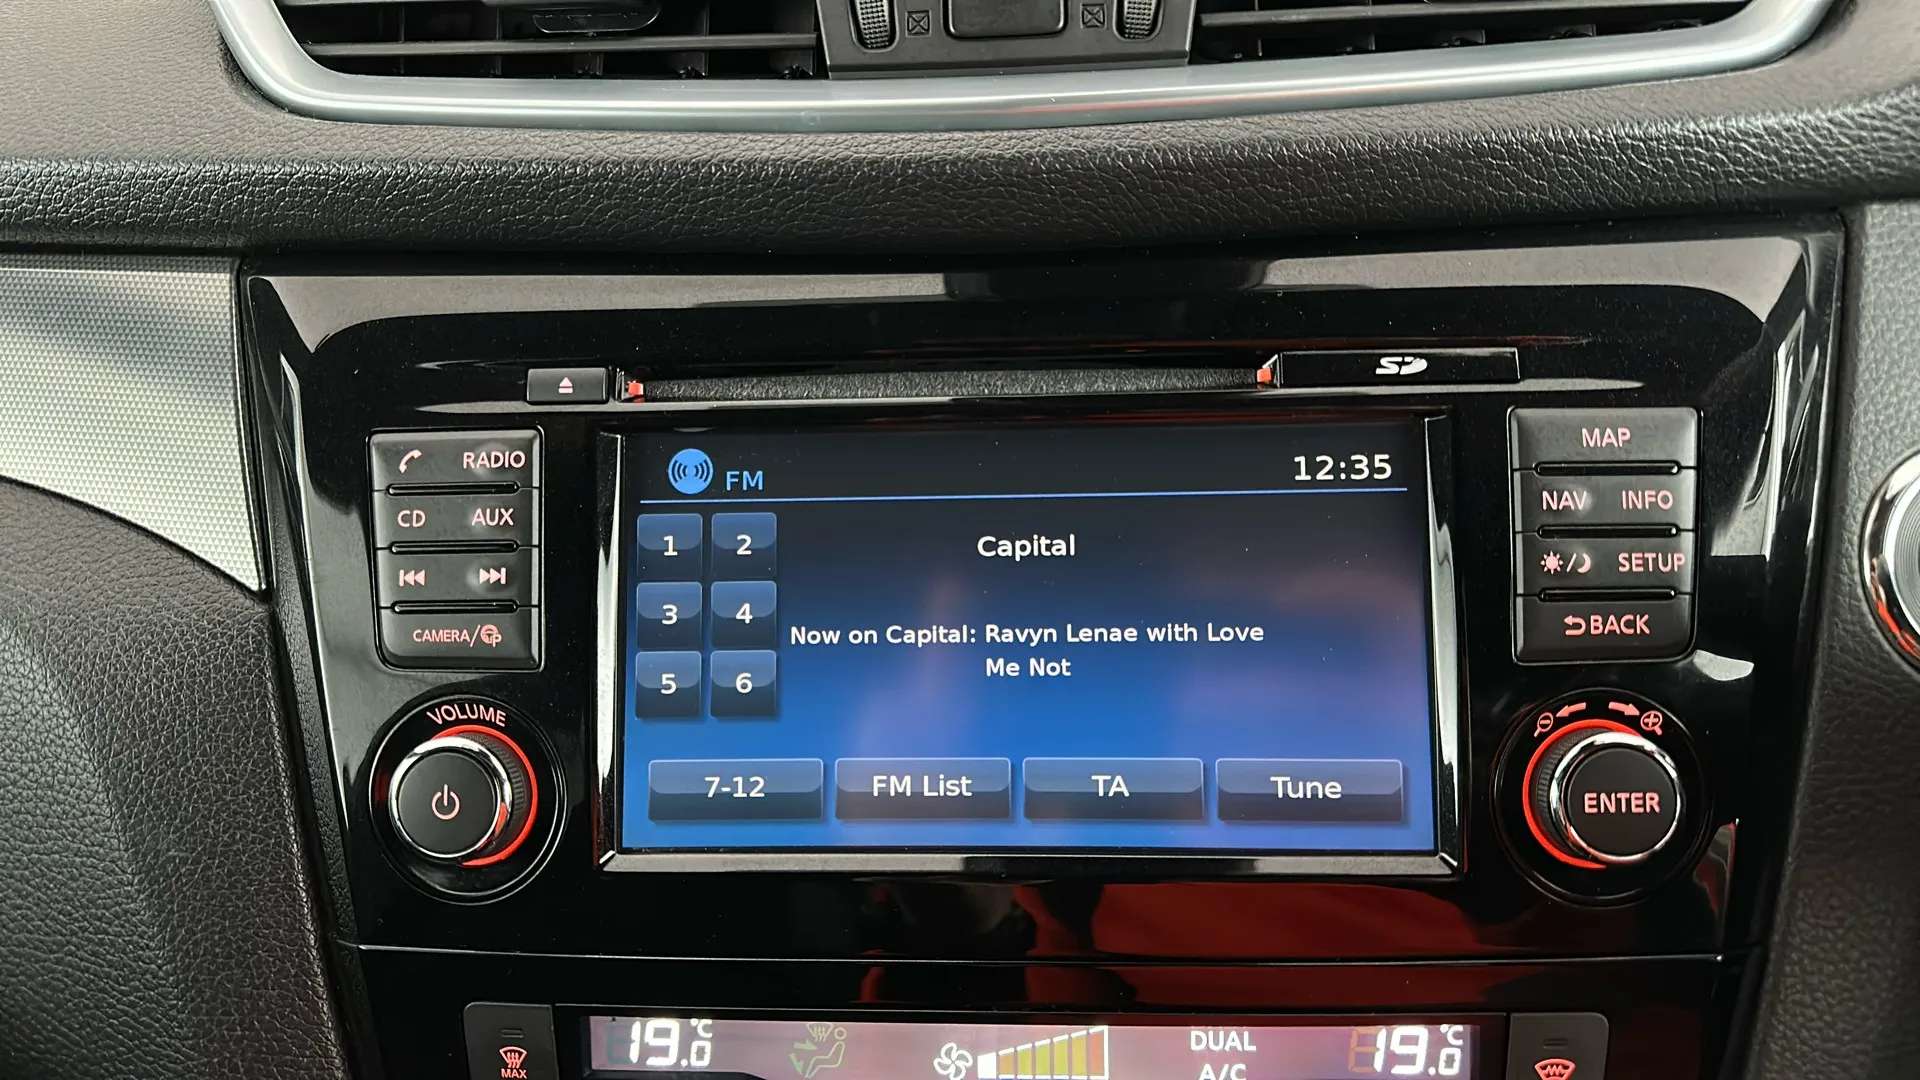 SD
RADIO
CD AUX
CAMERA/
VOLUME
FM 12:35
1 2
3 4
5 6
Capital
Now on Capital: Ravyn Lenae with Love
Me Not
7-12 FM List TA Tune
MAP
NAV INFO
SETUP
BACK
ENTER
MAX
19.0 °C
DUAL
A/C
19.0 °C